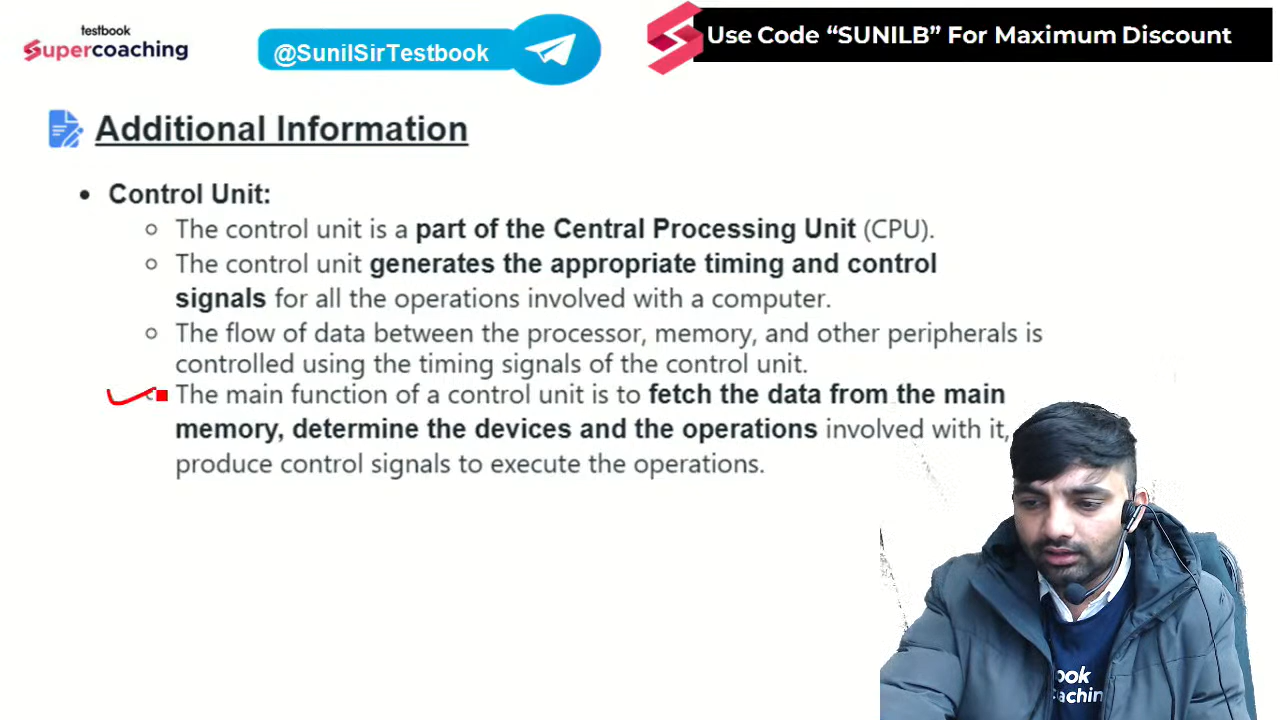 testbook
Supercoaching
@SunilSirTestbook
Use Code “SUNILB” For Maximum Discount
Additional Information
• Control Unit:
The control unit is a part of the Central Processing Unit (CPU).
The control unit generates the appropriate timing and control
signals for all the operations involved with a computer.
The flow of data between the processor, memory, and other peripherals is
controlled using the timing signals of the control unit.
The main function of a control unit is to fetch the data from the main
memory, determine the devices and the operations involved with it,
produce control signals to execute the operations.
ook
coachin